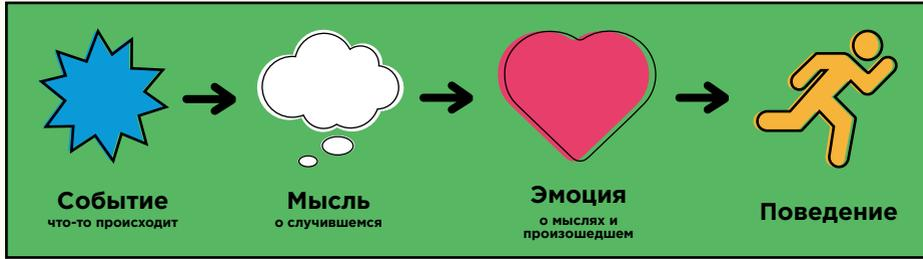 Событие
что-то происходит
Мысль
о случившемся
Эмоция
о мыслях и
произошедшем
Поведение